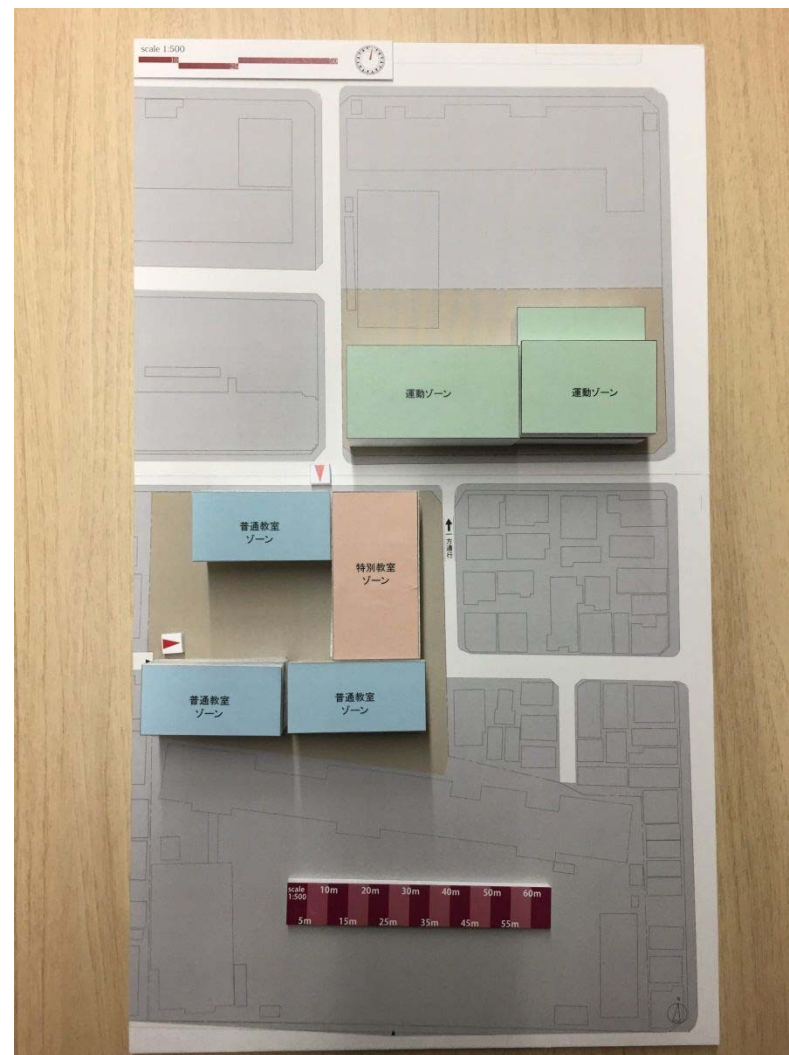 scale 1:500
運動ゾーン
運動ゾーン
普通教室
ゾーン
特別教室
ゾーン
一方通行
普通教室
ゾーン
普通教室
ゾーン
scale
1:500
10m 20m 30m 40m 50m 60m
5m 15m 25m 35m 45m 55m